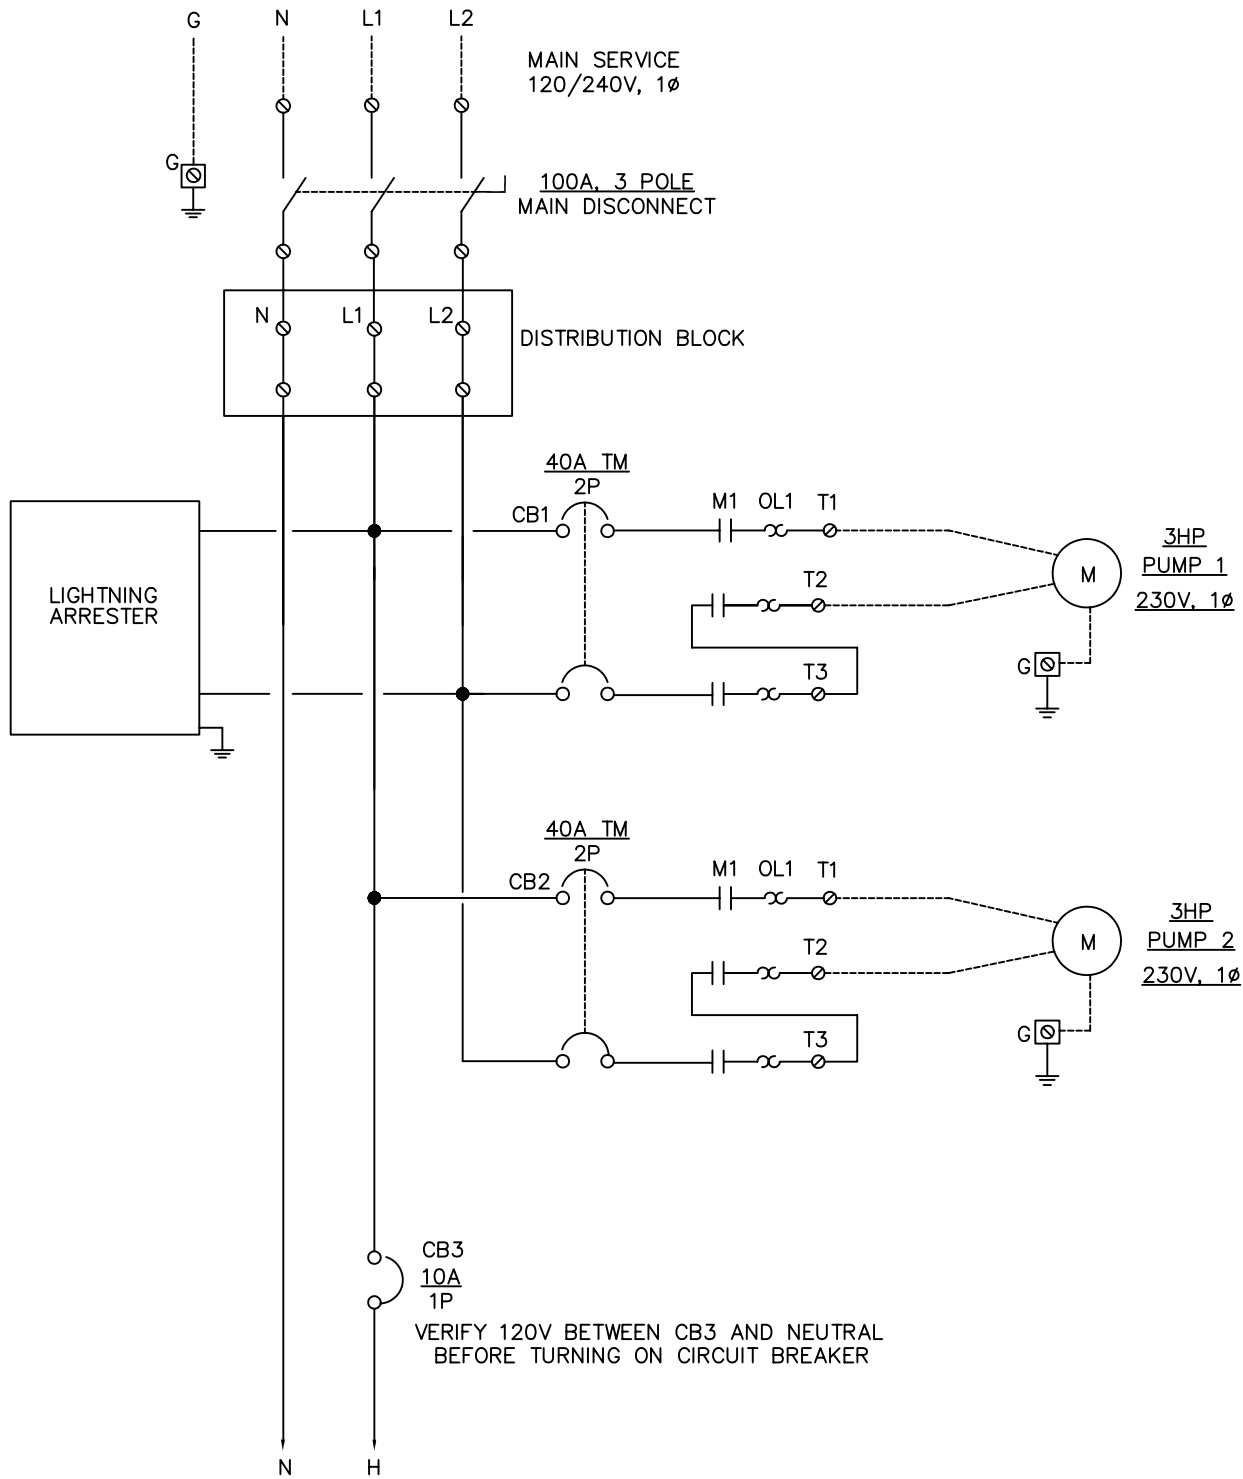 G
N
L1
L2
MAIN SERVICE
120/240V, 1ø
G
100A, 3 POLE
MAIN DISCONNECT
N
L1
L2
DISTRIBUTION BLOCK
40A TM
2P
CB1
M1
OL1
T1
3HP
PUMP 1
230V, 1ø
M
T2
LIGHTNING
ARRESTER
T3
G
40A TM
2P
CB2
M1
OL1
T1
3HP
PUMP 2
230V, 1ø
M
T2
T3
G
CB3
10A
1P
VERIFY 120V BETWEEN CB3 AND NEUTRAL
BEFORE TURNING ON CIRCUIT BREAKER
N
H